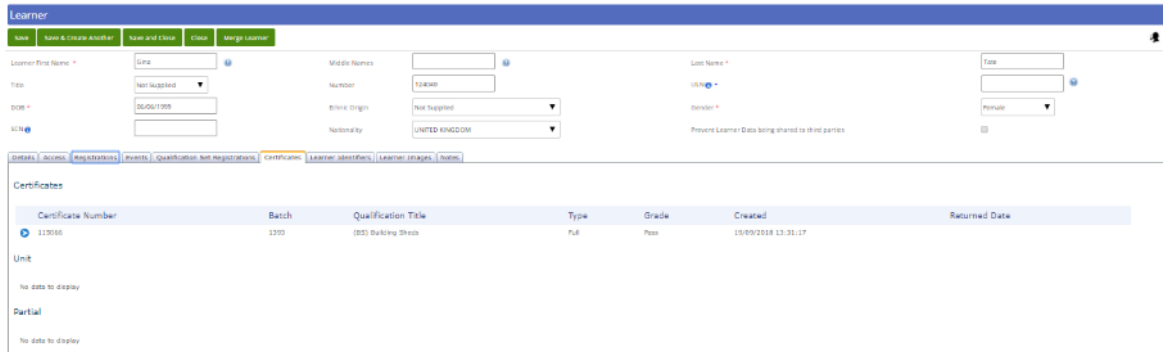 Learner
Save Save & Create Another Save and Close Close Merge Learner
Learner First Name * Gina Middle Names Last Name * Tate
Title Not Supplied Number ULN
DOB * 06/06/1999 Ethnic Origin Not Supplied Gender * Female
SCN Nationality UNITED KINGDOM Prevent Learner Data being shared to third parties
Details Access Registrations Events Qualification Set Registrations Certificates Learner Identifiers Learner Images Notes
Certificates
Certificate Number Batch Qualification Title Type Grade Created Returned Date
115066 1393 (BS) Building Sheds Full Pass 19/09/2018 13:31:17
Unit
No data to display
Partial
No data to display